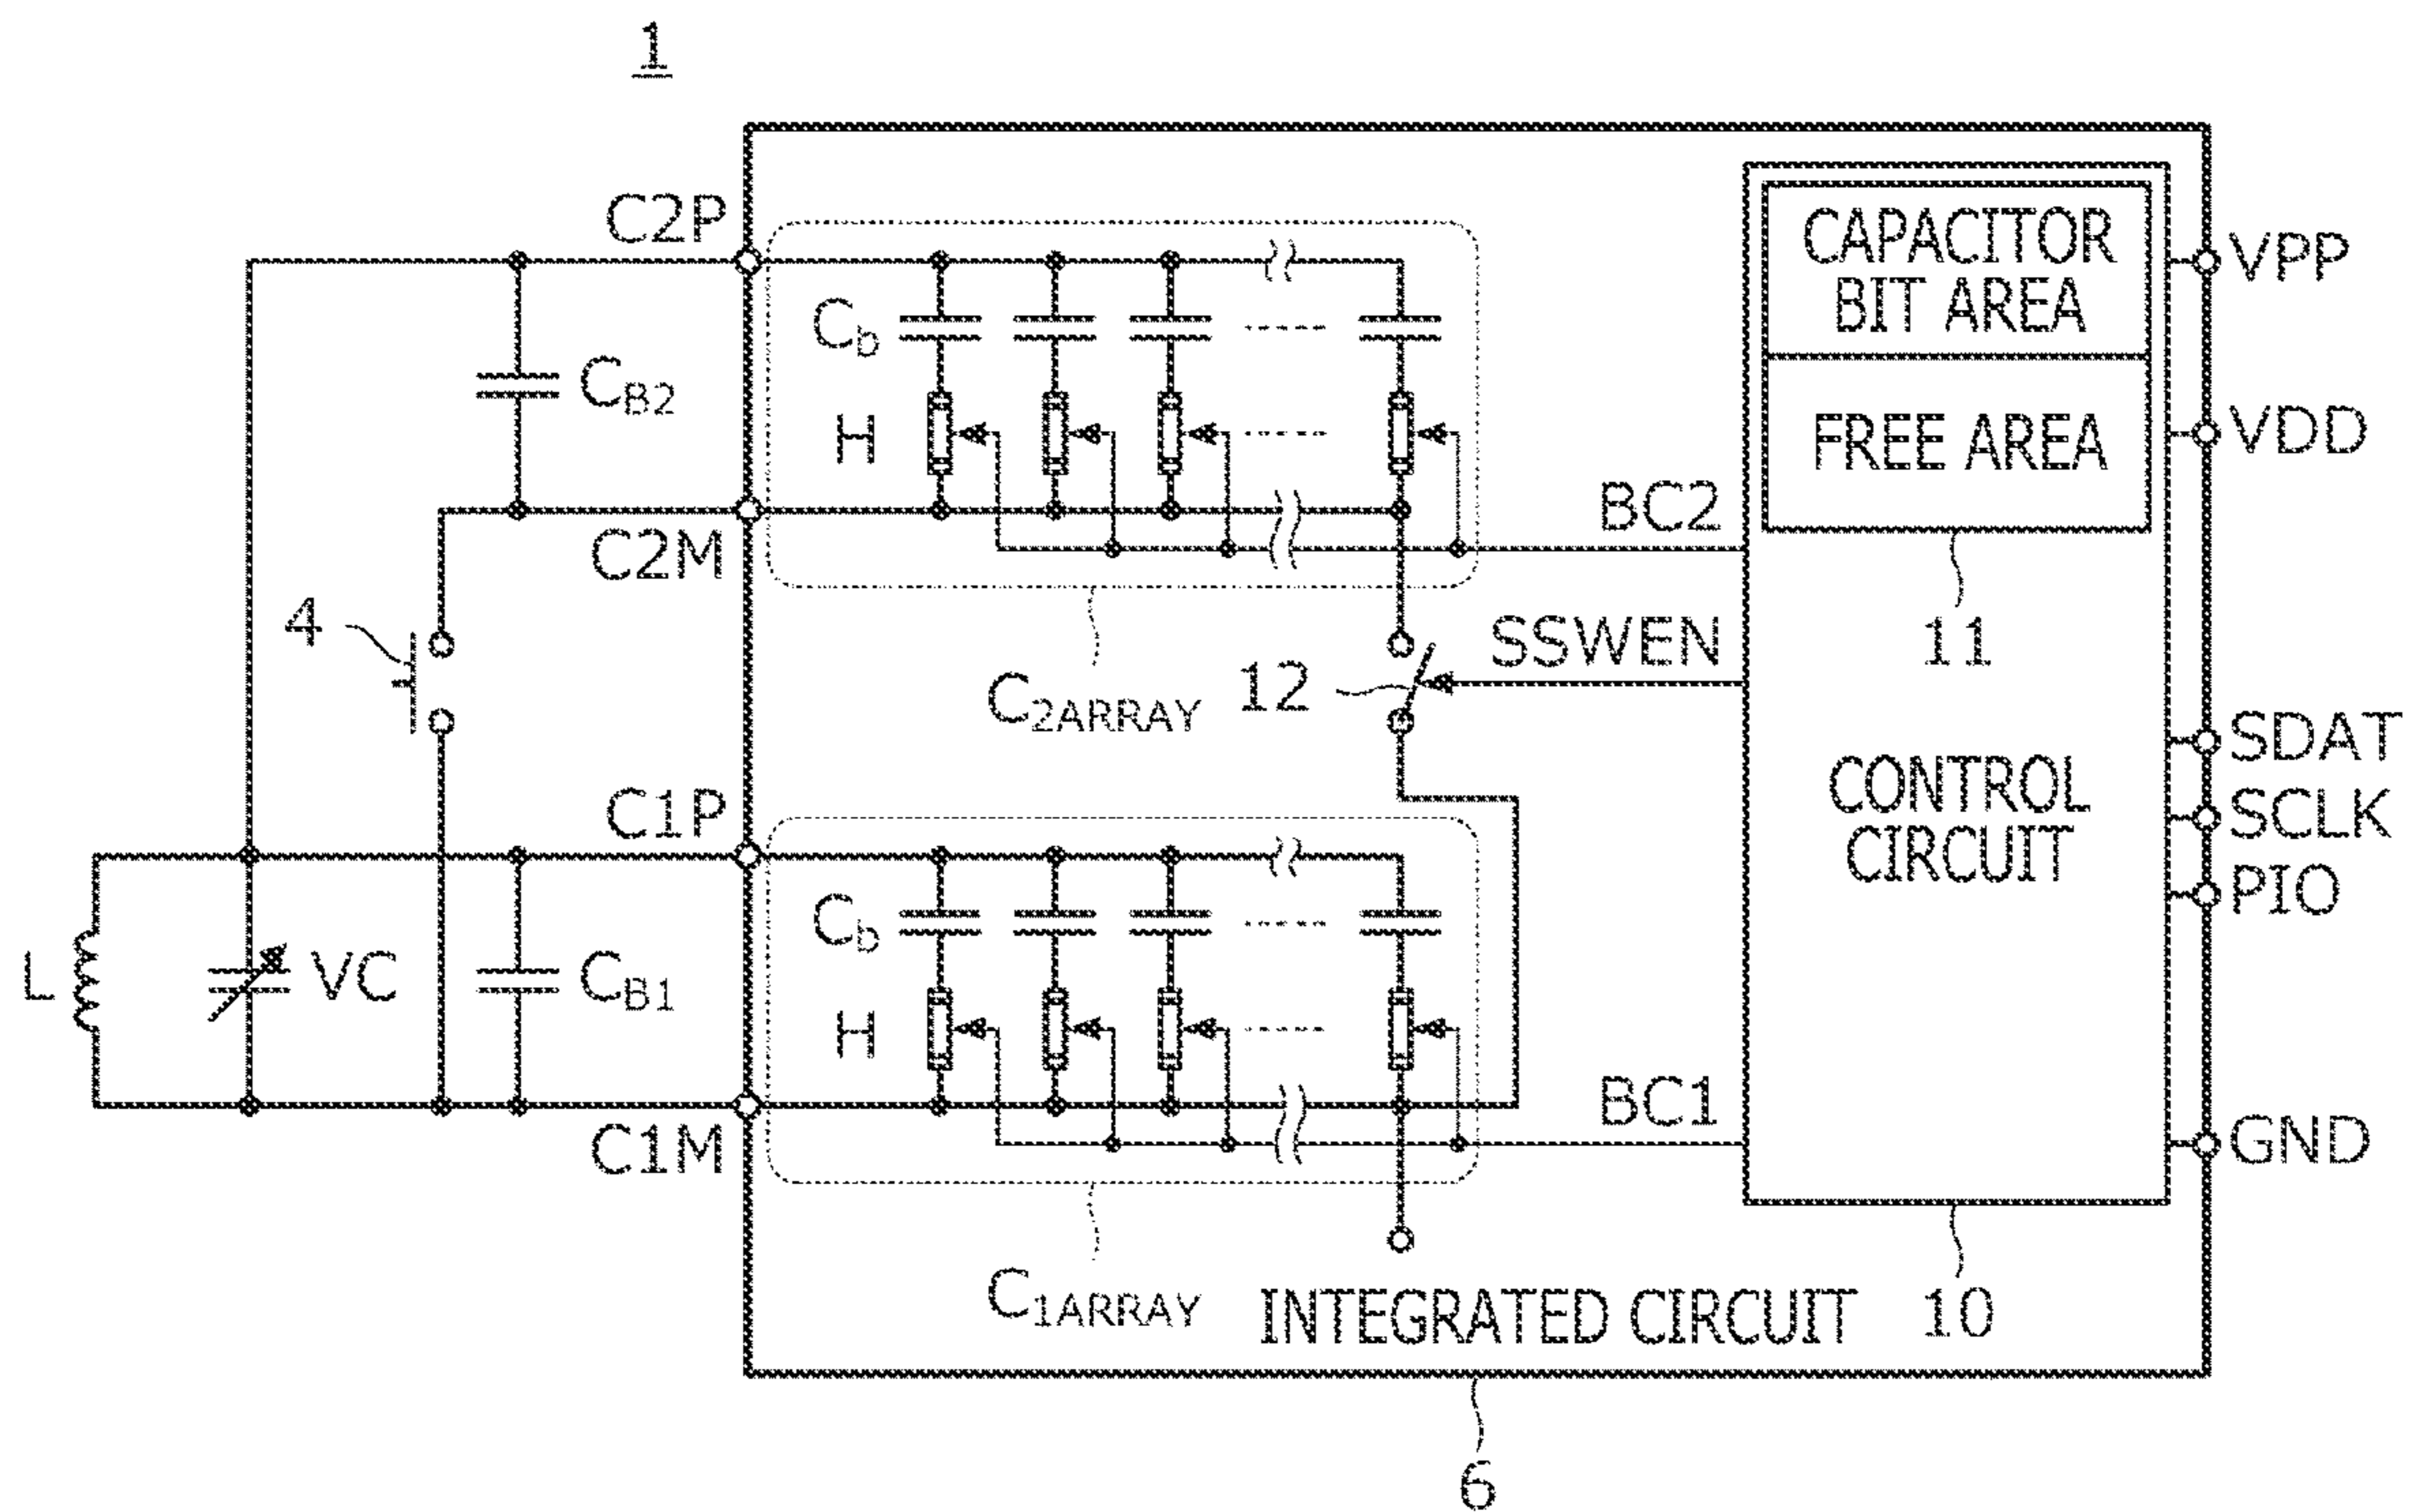 1
C2P
CAPACITOR
BIT AREA
VPP
Cb
CB2
H
FREE AREA
VDD
BC2
C2M
4
11
SSWEN
12
C2ARRAY
SDAT
C1P
CONTROL
CIRCUIT
SCLK
PIO
Cb
L
VC
CB1
H
BC1
C1M
GND
C1ARRAY
INTEGRATED CIRCUIT
10
6